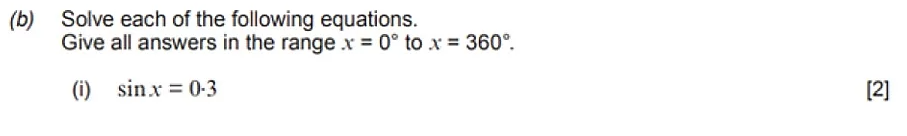 (b) Solve each of the following equations.
Give all answers in the range x = 0° to x = 360°.
(i) sin x = 0·3 [2]